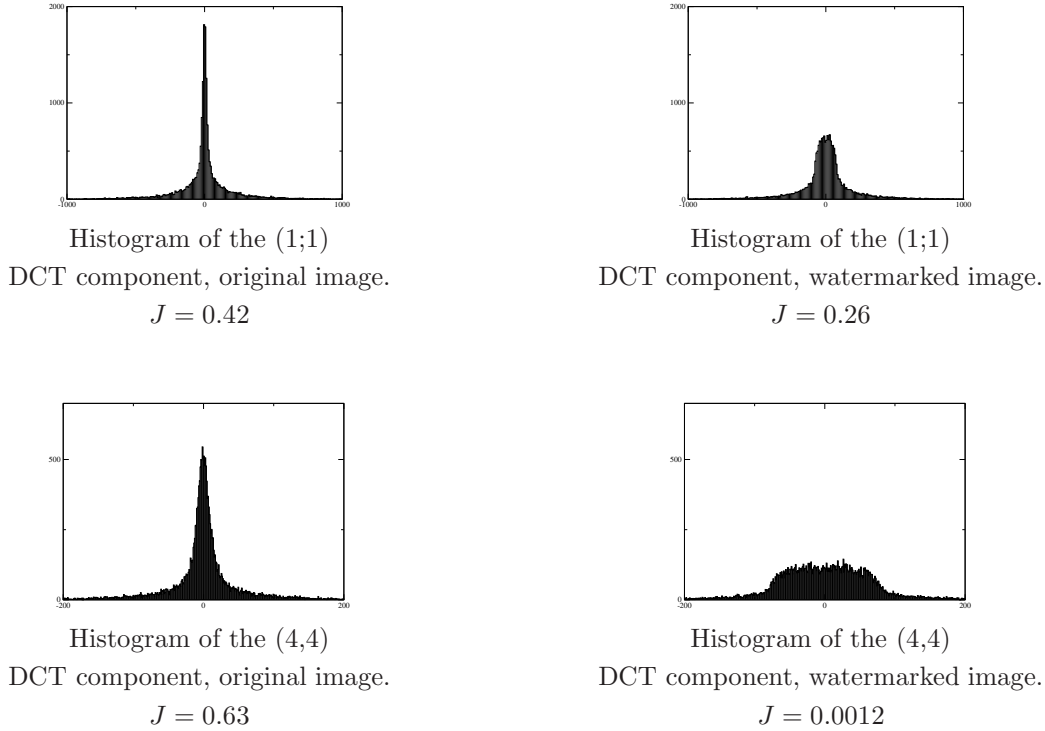 2000
1000
0
-1000 0 1000
Histogram of the (1;1)
DCT component, original image.
J = 0.42
2000
1000
0
-1000 0 1000
Histogram of the (1;1)
DCT component, watermarked image.
J = 0.26
500
0
-200 0 200
Histogram of the (4,4)
DCT component, original image.
J = 0.63
500
0
-200 0 200
Histogram of the (4,4)
DCT component, watermarked image.
J = 0.0012